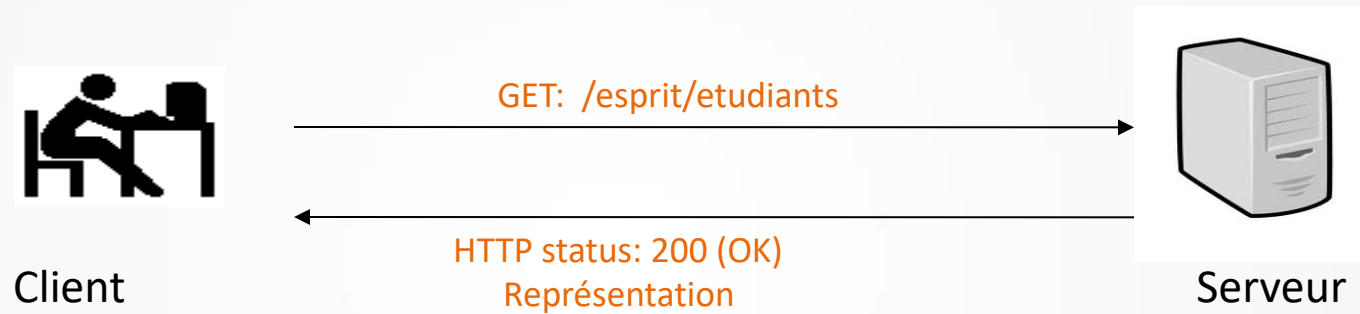 GET: /esprit/etudiants
HTTP status: 200 (OK)
Représentation
Client
Serveur